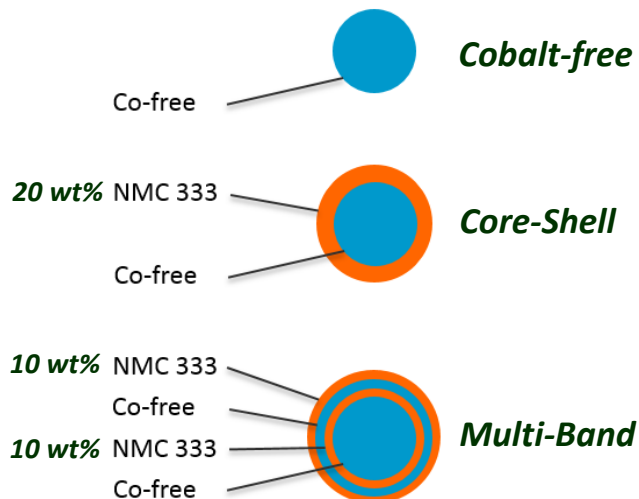 Cobalt-free
Co-free
20 wt% NMC 333
Core-Shell
Co-free
10 wt% NMC 333
Co-free
Multi-Band
10 wt% NMC 333
Co-free